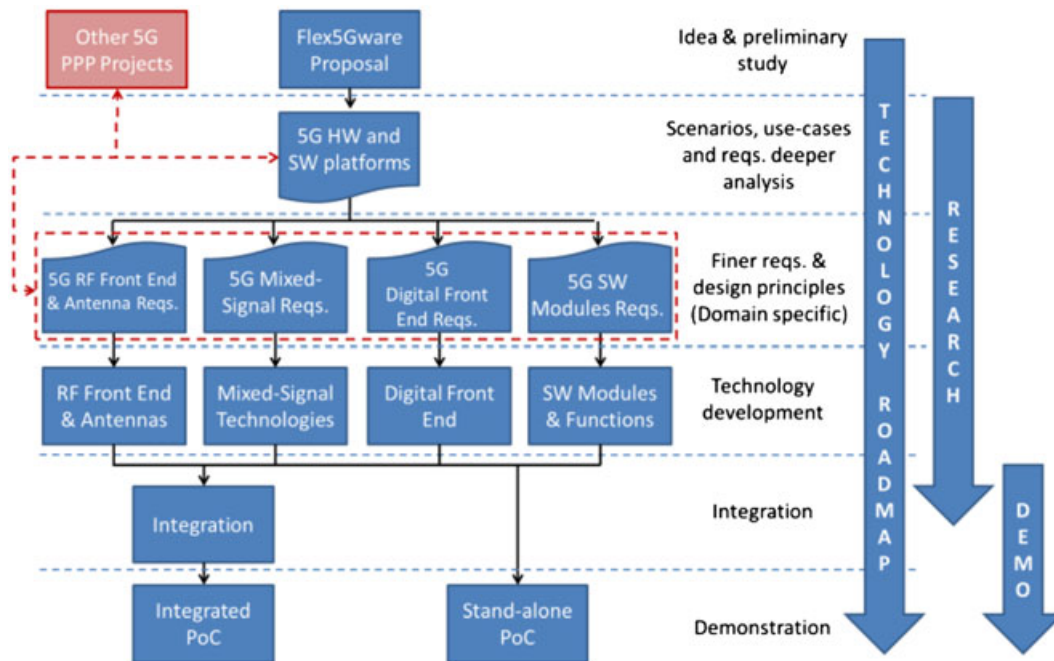 Other 5G
PPP Projects
Flex5Gware
Proposal
Idea & preliminary
study
5G HW and
SW platforms
Scenarios, use-cases
and reqs. deeper
analysis
5G RF Front End
& Antenna Reqs.
5G Mixed-
Signal Reqs.
5G
Digital Front
End Reqs.
5G SW
Modules Reqs.
Finer reqs. &
design principles
(Domain specific)
RF Front End
& Antennas
Mixed-Signal
Technologies
Digital Front
End
SW Modules
& Functions
Technology
development
Integration
Integration
Integrated
PoC
Stand-alone
PoC
Demonstration
TECHNOLOGY ROADMAP
RESEARCH
DEMO